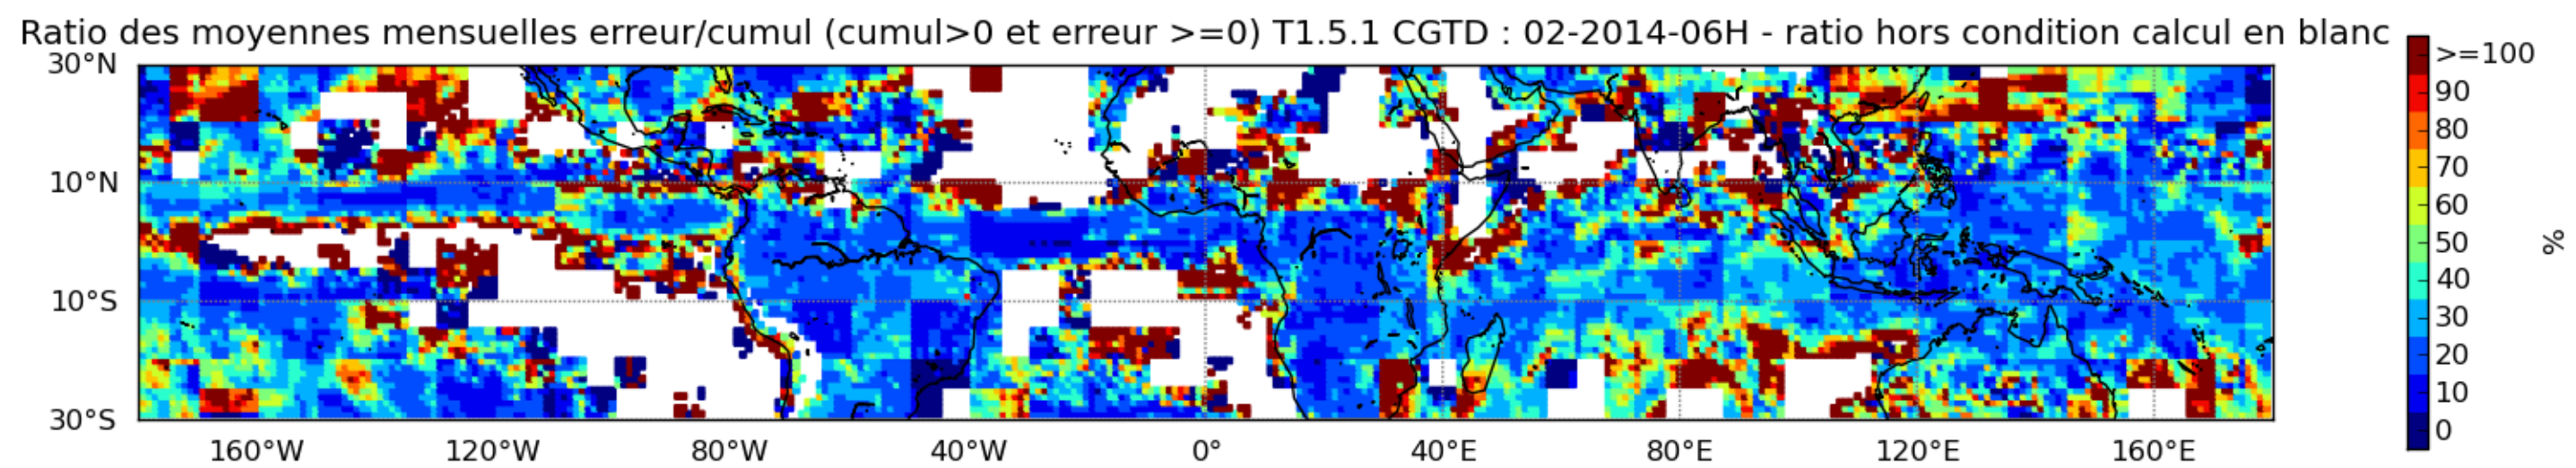 Ratio des moyennes mensuelles erreur/cumul (cumul>0 et erreur >=0) T1.5.1 CGTD : 02-2014-06H - ratio hors condition calcul en blanc
30°N
10°N
10°S
30°S
160°W 120°W 80°W 40°W 0° 40°E 80°E 120°E 160°E
>=100
90
80
70
60
50
40
30
20
10
0
%